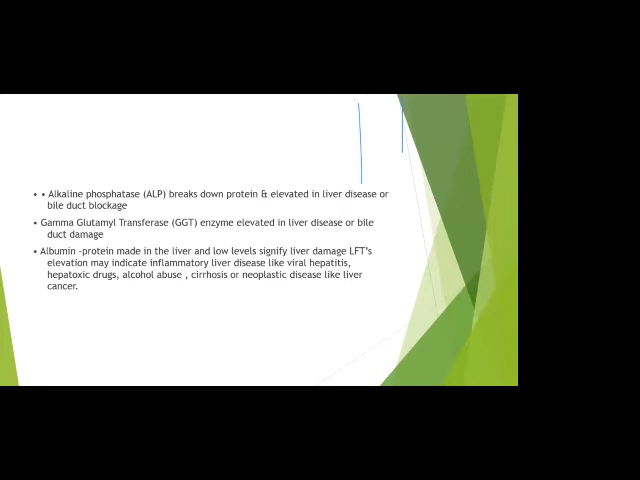 • • Alkaline phosphatase (ALP) breaks down protein & elevated in liver disease or
bile duct blockage
• Gamma Glutamyl Transferase (GGT) enzyme elevated in liver disease or bile
duct damage
• Albumin –protein made in the liver and low levels signify liver damage LFT’s
elevation may indicate inflammatory liver disease like viral hepatitis,
hepatoxic drugs, alcohol abuse , cirrhosis or neoplastic disease like liver
cancer.